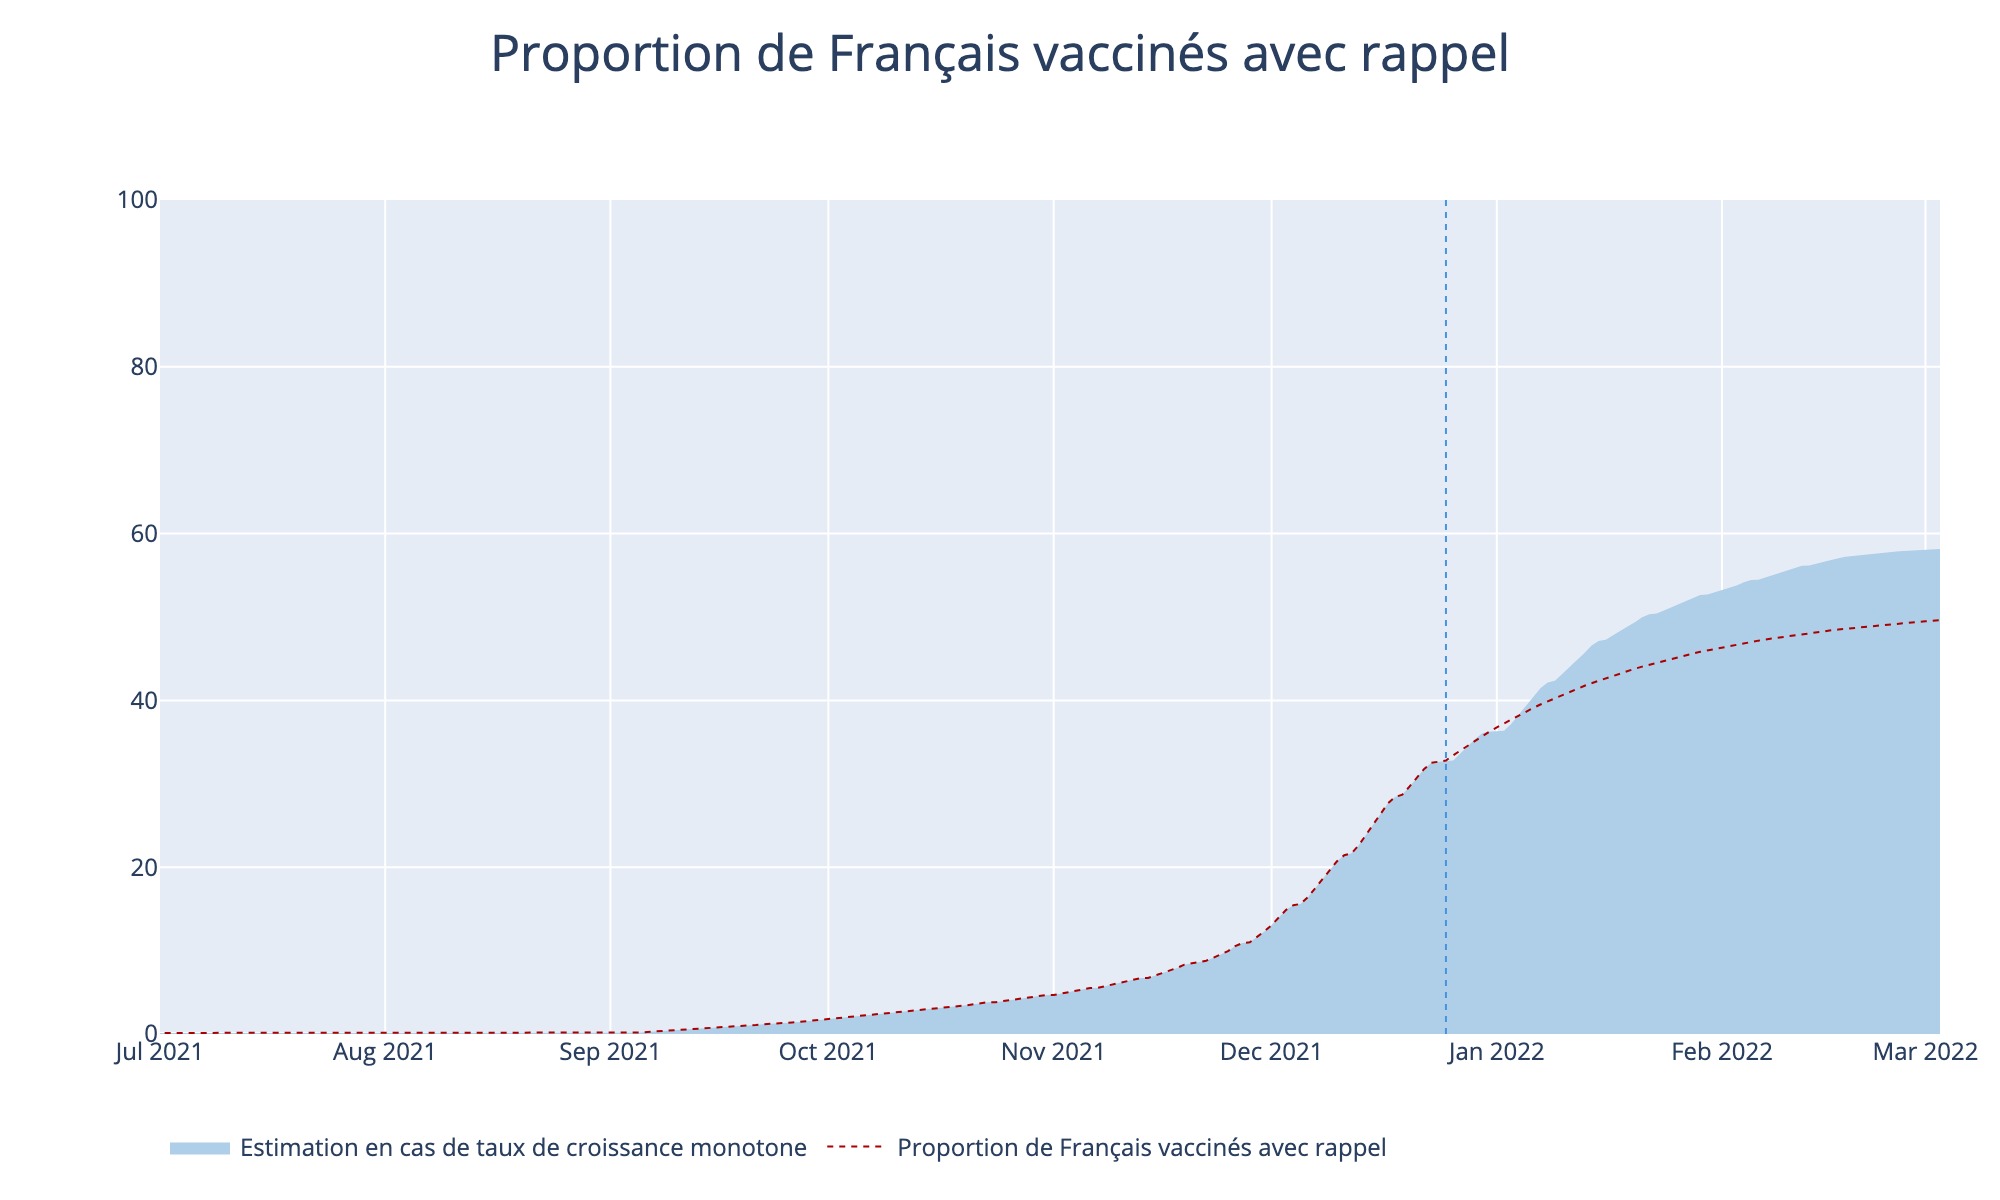 Proportion de Français vaccinés avec rappel
100
80
60
40
20
0
Jul 2021 Aug 2021 Sep 2021 Oct 2021 Nov 2021 Dec 2021 Jan 2022 Feb 2022 Mar 2022
Estimation en cas de taux de croissance monotone Proportion de Français vaccinés avec rappel